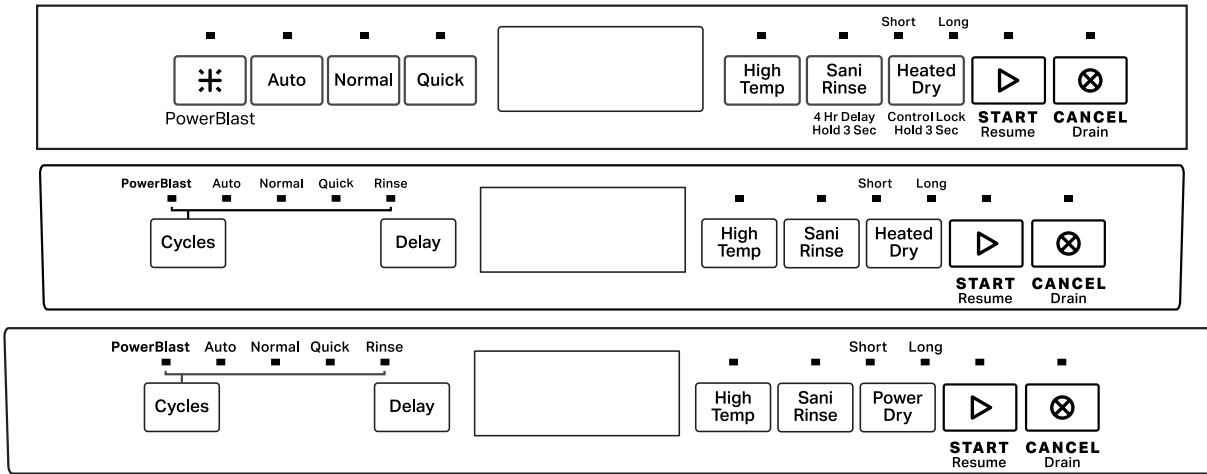 Short Long
Auto Normal Quick High Temp Sani Rinse Heated Dry
PowerBlast 4 Hr Delay Hold 3 Sec Control Lock Hold 3 Sec START Resume CANCEL Drain
PowerBlast Auto Normal Quick Rinse Short Long
Cycles Delay High Temp Sani Rinse Heated Dry
START Resume CANCEL Drain
PowerBlast Auto Normal Quick Rinse Short Long
Cycles Delay High Temp Sani Rinse Power Dry
START Resume CANCEL Drain